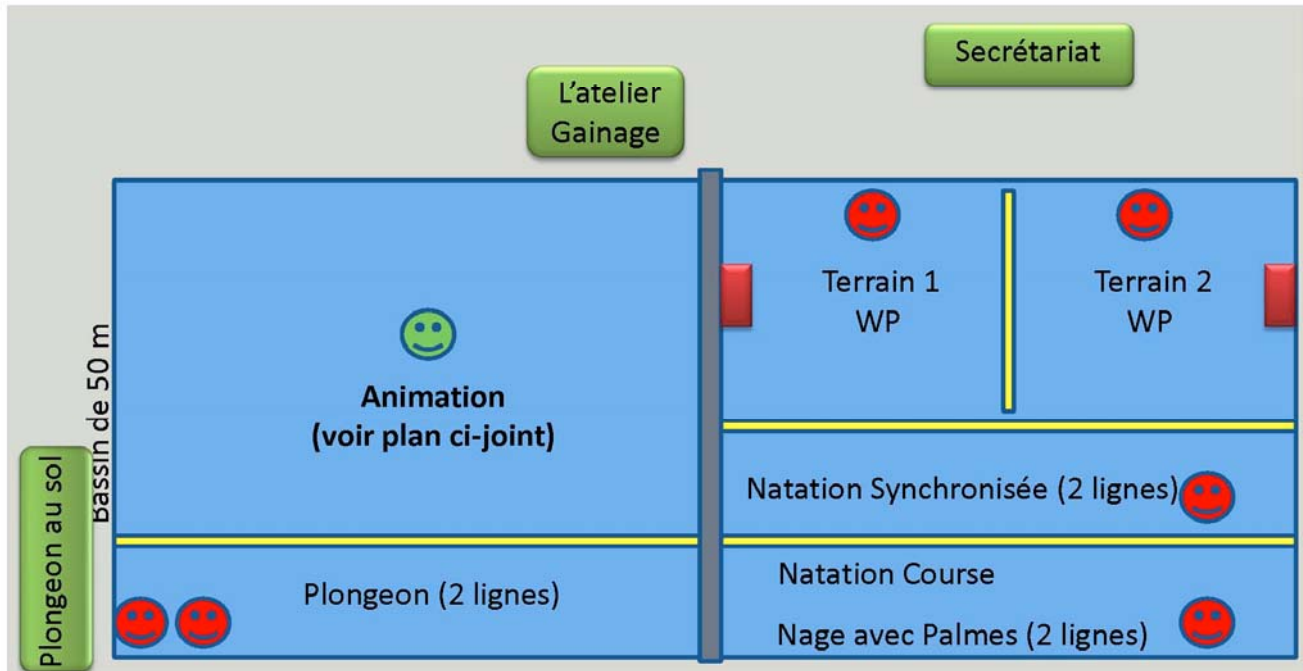 Secrétariat
L'atelier
Gainage
Terrain 1
WP
Terrain 2
WP
Animation
(voir plan ci-joint)
Bassin de 50 m
Plongeon au sol
Natation Synchronisée (2 lignes)
Plongeon (2 lignes)
Natation Course
Nage avec Palmes (2 lignes)